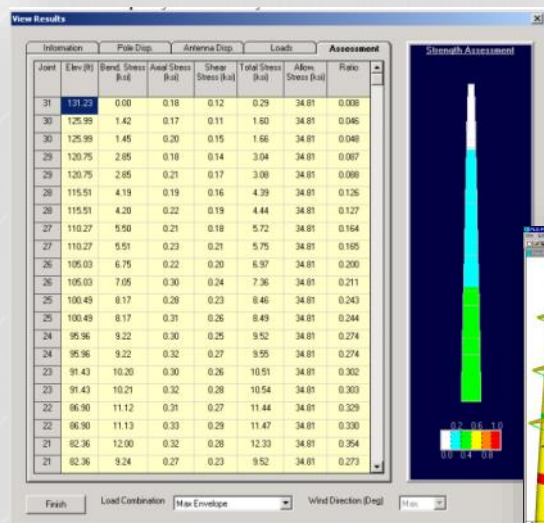 View Results
Information Pole Disp. Antenna Disp. Loads Assessment
Joint Elev.(ft) Bend. Stress (ksi) Axial Stress (ksi) Shear Stress (ksi) Total Stress (ksi) Allow. Stress (ksi) Ratio
31 131.23 0.00 0.18 0.12 0.29 34.81 0.008
30 125.99 1.42 0.17 0.11 1.60 34.81 0.046
30 125.99 1.45 0.20 0.15 1.66 34.81 0.048
29 120.75 2.85 0.18 0.14 3.04 34.81 0.087
29 120.75 2.85 0.21 0.17 3.08 34.81 0.088
28 115.51 4.19 0.19 0.16 4.39 34.81 0.126
28 115.51 4.20 0.22 0.19 4.44 34.81 0.127
27 110.27 5.50 0.21 0.18 5.72 34.81 0.164
27 110.27 5.51 0.23 0.21 5.75 34.81 0.165
26 105.03 6.75 0.22 0.20 6.97 34.81 0.200
26 105.03 7.05 0.30 0.24 7.36 34.81 0.211
25 100.49 8.17 0.28 0.23 8.46 34.81 0.243
25 100.49 8.17 0.31 0.26 8.49 34.81 0.244
24 95.96 9.22 0.30 0.25 9.52 34.81 0.274
24 95.96 9.22 0.32 0.27 9.55 34.81 0.274
23 91.43 10.20 0.30 0.26 10.51 34.81 0.302
23 91.43 10.21 0.32 0.28 10.54 34.81 0.303
22 86.90 11.12 0.31 0.27 11.44 34.81 0.329
22 86.90 11.13 0.33 0.29 11.47 34.81 0.330
21 82.36 12.00 0.32 0.28 12.33 34.81 0.354
21 82.36 9.24 0.27 0.23 9.52 34.81 0.273
Finish Load Combination Max Envelope Wind Direction (Deg) Max
Strength Assessment
0.2 0.6 1.0
0.0 0.4 0.8